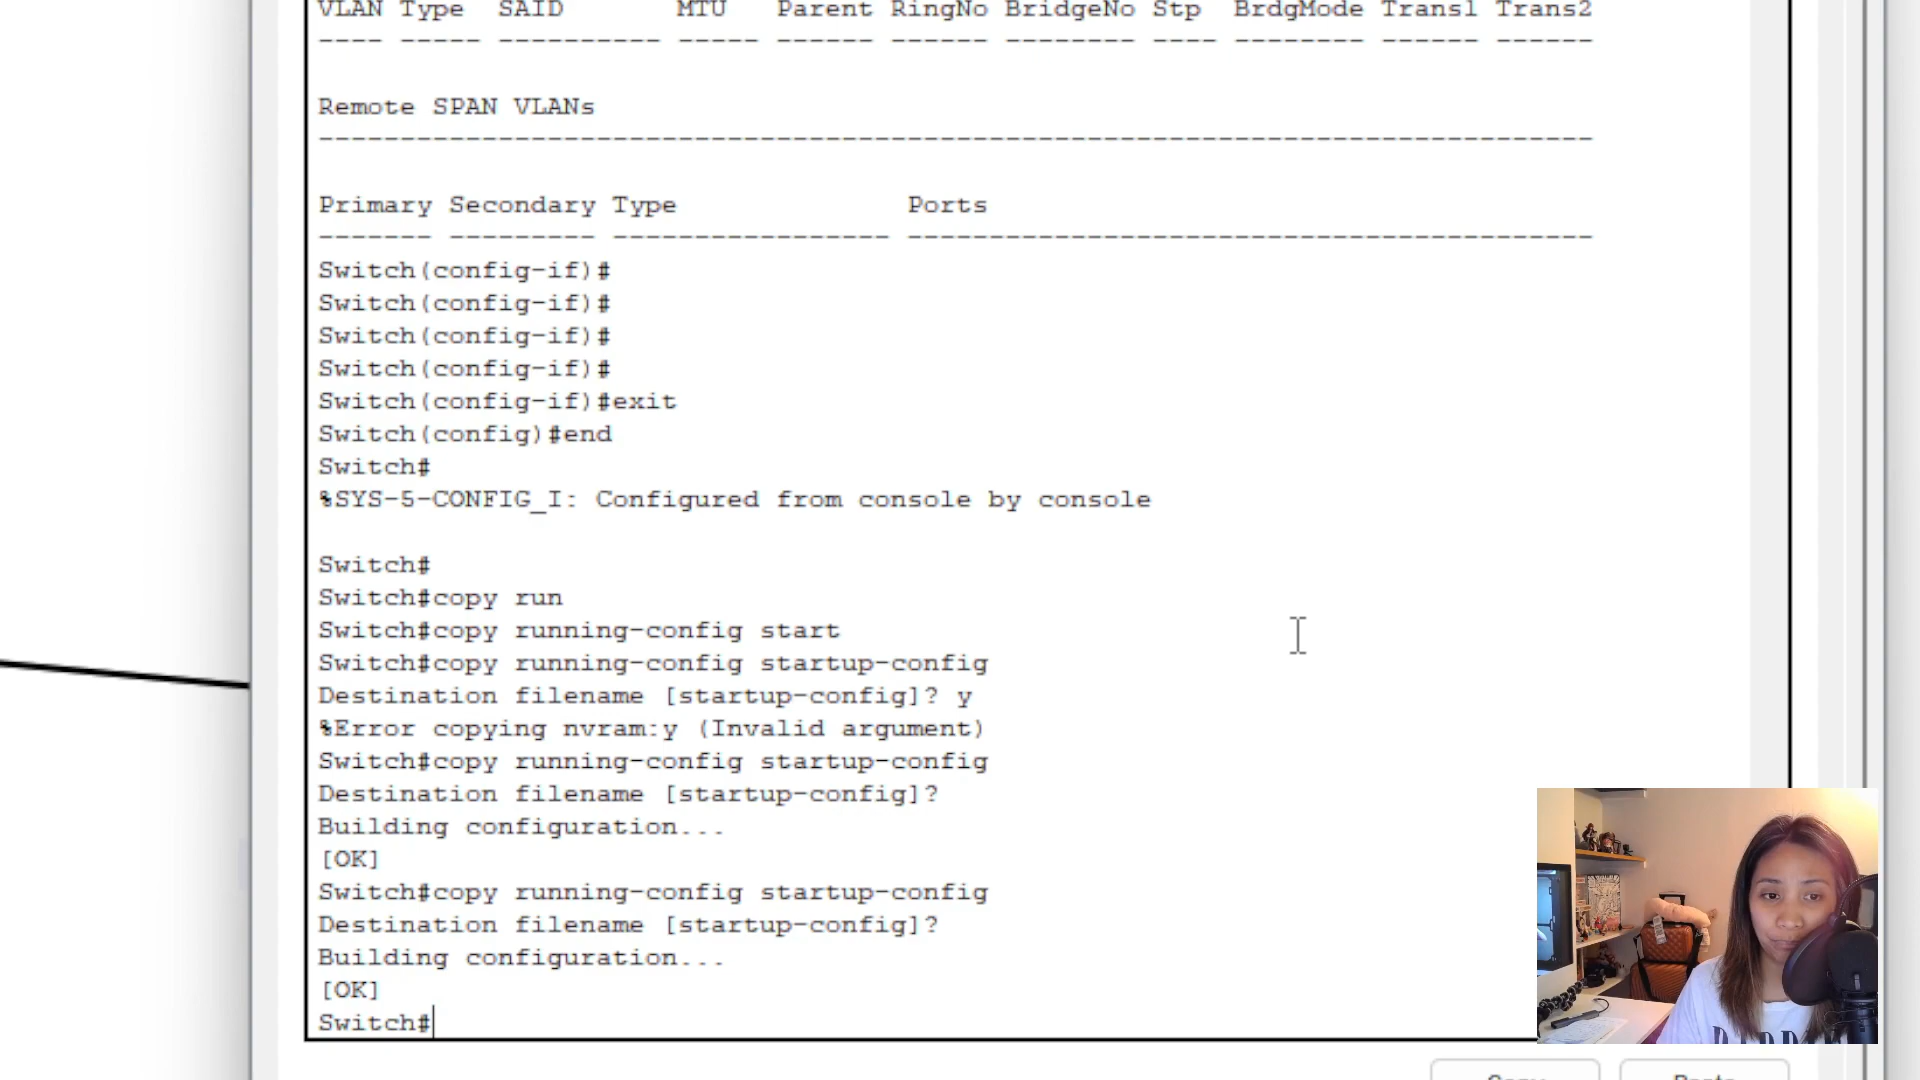 VLAN Type SAID MTU Parent RingNo BridgeNo Stp BrdgMode Trans1 Trans2
---- ----- ---------- ----- ------ ------ -------- ---- -------- ------ ------
Remote SPAN VLANs
------------------------------------------------------------------------------
Primary Secondary Type Ports
------- --------- ----------------- ------------------------------------------
Switch(config-if)#
Switch(config-if)#
Switch(config-if)#
Switch(config-if)#
Switch(config-if)#exit
Switch(config)#end
Switch#
%SYS-5-CONFIG_I: Configured from console by console
Switch#
Switch#copy run
Switch#copy running-config start
Switch#copy running-config startup-config
Destination filename [startup-config]? y
%Error copying nvram:y (Invalid argument)
Switch#copy running-config startup-config
Destination filename [startup-config]?
Building configuration...
[OK]
Switch#copy running-config startup-config
Destination filename [startup-config]?
Building configuration...
[OK]
Switch#